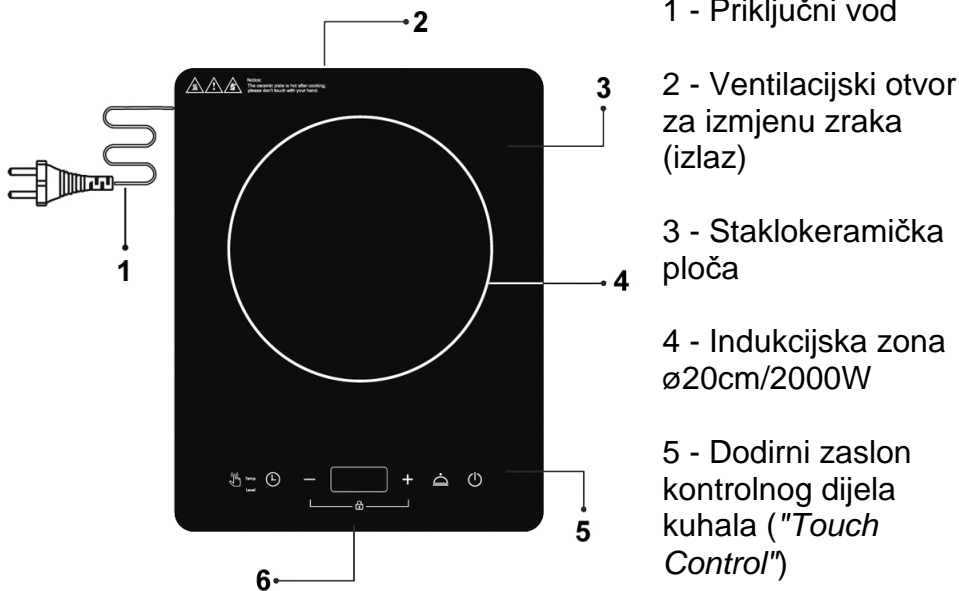 1 - Priključni vod
2 - Ventilacijski otvor
za izmjenu zraka
(izlaz)
3 - Staklokeramička
ploča
4 - Indukcijska zona
ø20cm/2000W
5 - Dodirni zaslon
kontrolnog dijela
kuhala ("Touch
Control")
2
Notice:
The ceramic plate is hot after cooking,
please don't touch with your hand.
3
1
4
Temp.
Level
5
6